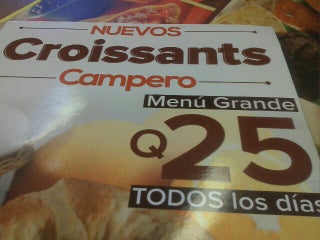 NUEVOS
Croissants
Campero
Menú Grande
Q25
TODOS los días